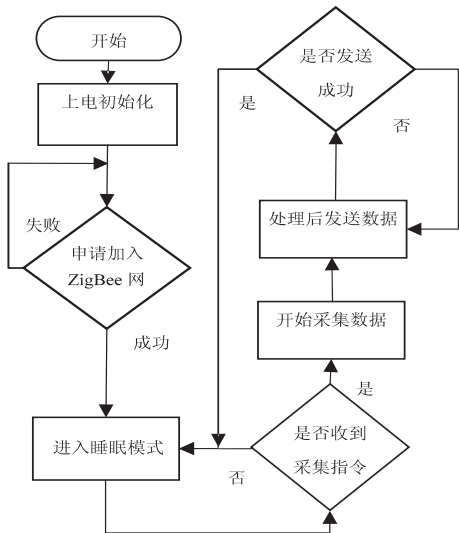 开始
上电初始化
失败
申请加入
ZigBee 网
成功
进入睡眠模式
是否发送
成功
是
否
处理后发送数据
开始采集数据
是
是否收到
采集指令
否